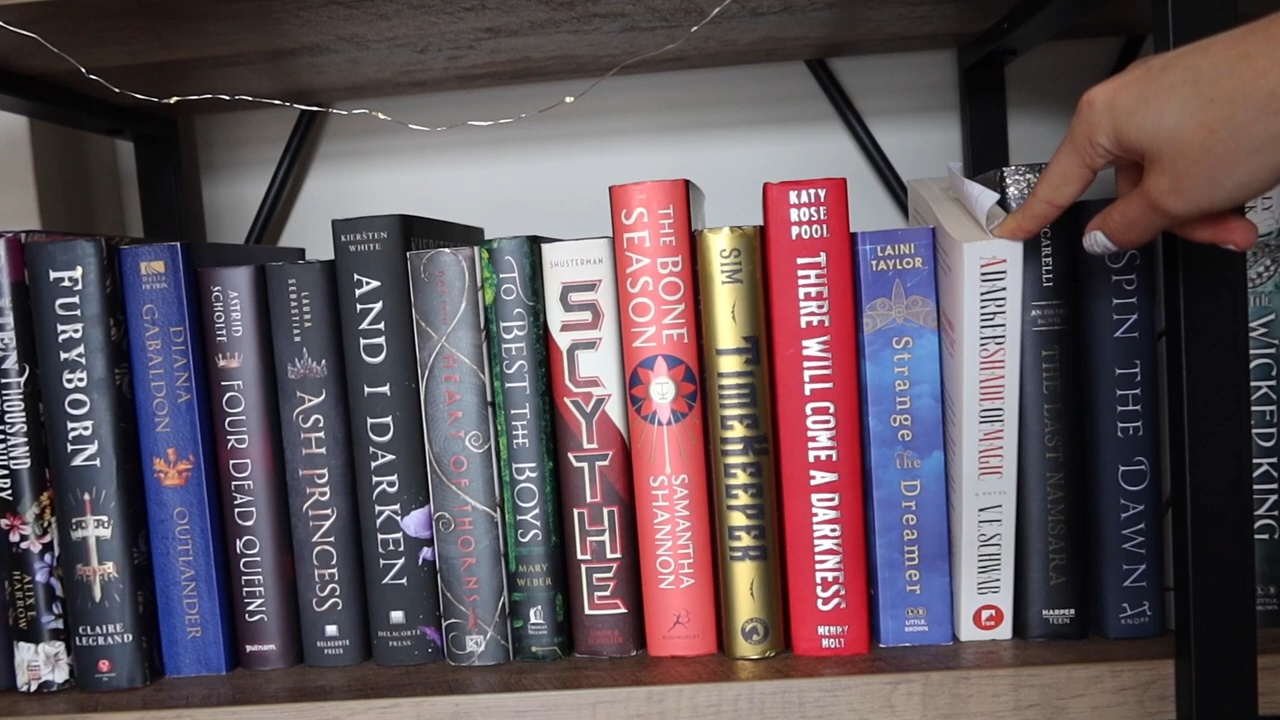 THOUSAND
ALIX E.
HARROW
FURYBORN
CLAIRE
LEGRAND
DIANA
GABALDON
OUTLANDER
ASTRID
SCHOLTE
FOUR DEAD QUEENS
putnam
LAURA
SEBASTIAN
ASH PRINCESS
DELACORTE
PRESS
KIERSTEN
WHITE
AND I DARKEN
DELACORTE
PRESS
HEART OF THORNS
TO BEST THE BOYS
MARY
WEBER
THOMAS
NELSON
SHUSTERMAN
SCYTHE
THE BONE
SEASON
SAMANTHA
SHANNON
BLOOMSBURY
SIM
TIMEKEEPER
KATY
ROSE
POOL
THERE WILL COME A DARKNESS
HENRY
HOLT
LAINI
TAYLOR
Strange the Dreamer
LITTLE, BROWN
A DARKER SHADE OF MAGIC
A NOVEL
V. E. SCHWAB
TOR
THE LAST NAMSARA
HARPER
TEEN
SPIN THE DAWN
KNOPF
WICKED KING